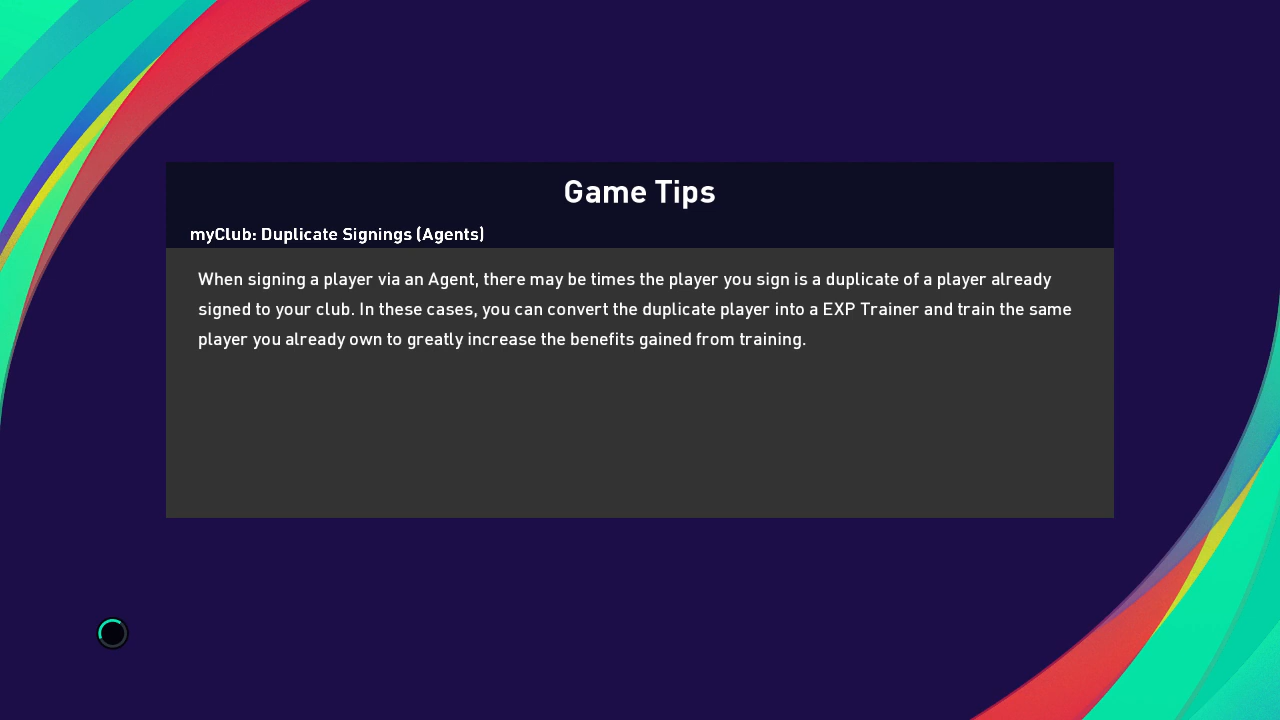 Game Tips
myClub: Duplicate Signings (Agents)
When signing a player via an Agent, there may be times the player you sign is a duplicate of a player already
signed to your club. In these cases, you can convert the duplicate player into a EXP Trainer and train the same
player you already own to greatly increase the benefits gained from training.